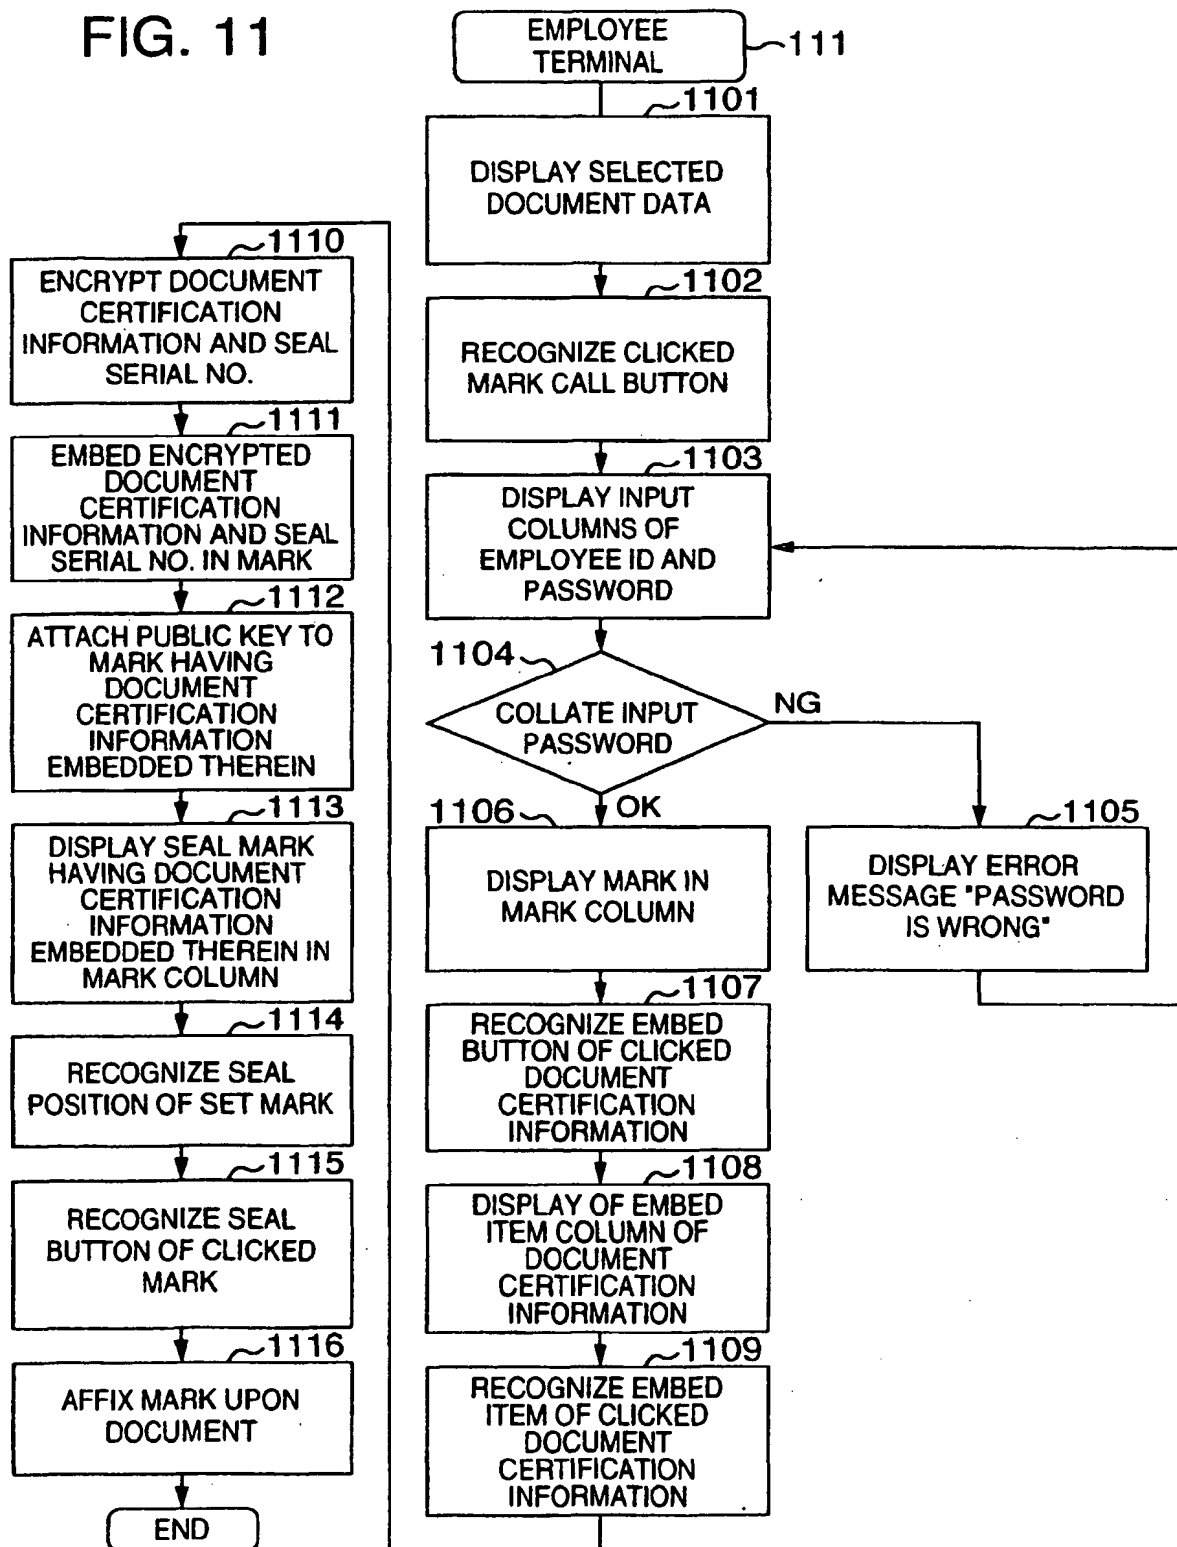 FIG. 11
EMPLOYEE
TERMINAL
111
1101
DISPLAY SELECTED
DOCUMENT DATA
1102
RECOGNIZE CLICKED
MARK CALL BUTTON
1103
DISPLAY INPUT
COLUMNS OF
EMPLOYEE ID AND
PASSWORD
1104
COLLATE INPUT
PASSWORD
NG
OK
1105
DISPLAY ERROR
MESSAGE "PASSWORD
IS WRONG"
1106
DISPLAY MARK IN
MARK COLUMN
1107
RECOGNIZE EMBED
BUTTON OF CLICKED
DOCUMENT
CERTIFICATION
INFORMATION
1108
DISPLAY OF EMBED
ITEM COLUMN OF
DOCUMENT
CERTIFICATION
INFORMATION
1109
RECOGNIZE EMBED
ITEM OF CLICKED
DOCUMENT
CERTIFICATION
INFORMATION
1110
ENCRYPT DOCUMENT
CERTIFICATION
INFORMATION AND SEAL
SERIAL NO.
1111
EMBED ENCRYPTED
DOCUMENT
CERTIFICATION
INFORMATION AND SEAL
SERIAL NO. IN MARK
1112
ATTACH PUBLIC KEY TO
MARK HAVING
DOCUMENT
CERTIFICATION
INFORMATION
EMBEDDED THEREIN
1113
DISPLAY SEAL MARK
HAVING DOCUMENT
CERTIFICATION
INFORMATION
EMBEDDED THEREIN IN
MARK COLUMN
1114
RECOGNIZE SEAL
POSITION OF SET MARK
1115
RECOGNIZE SEAL
BUTTON OF CLICKED
MARK
1116
AFFIX MARK UPON
DOCUMENT
END